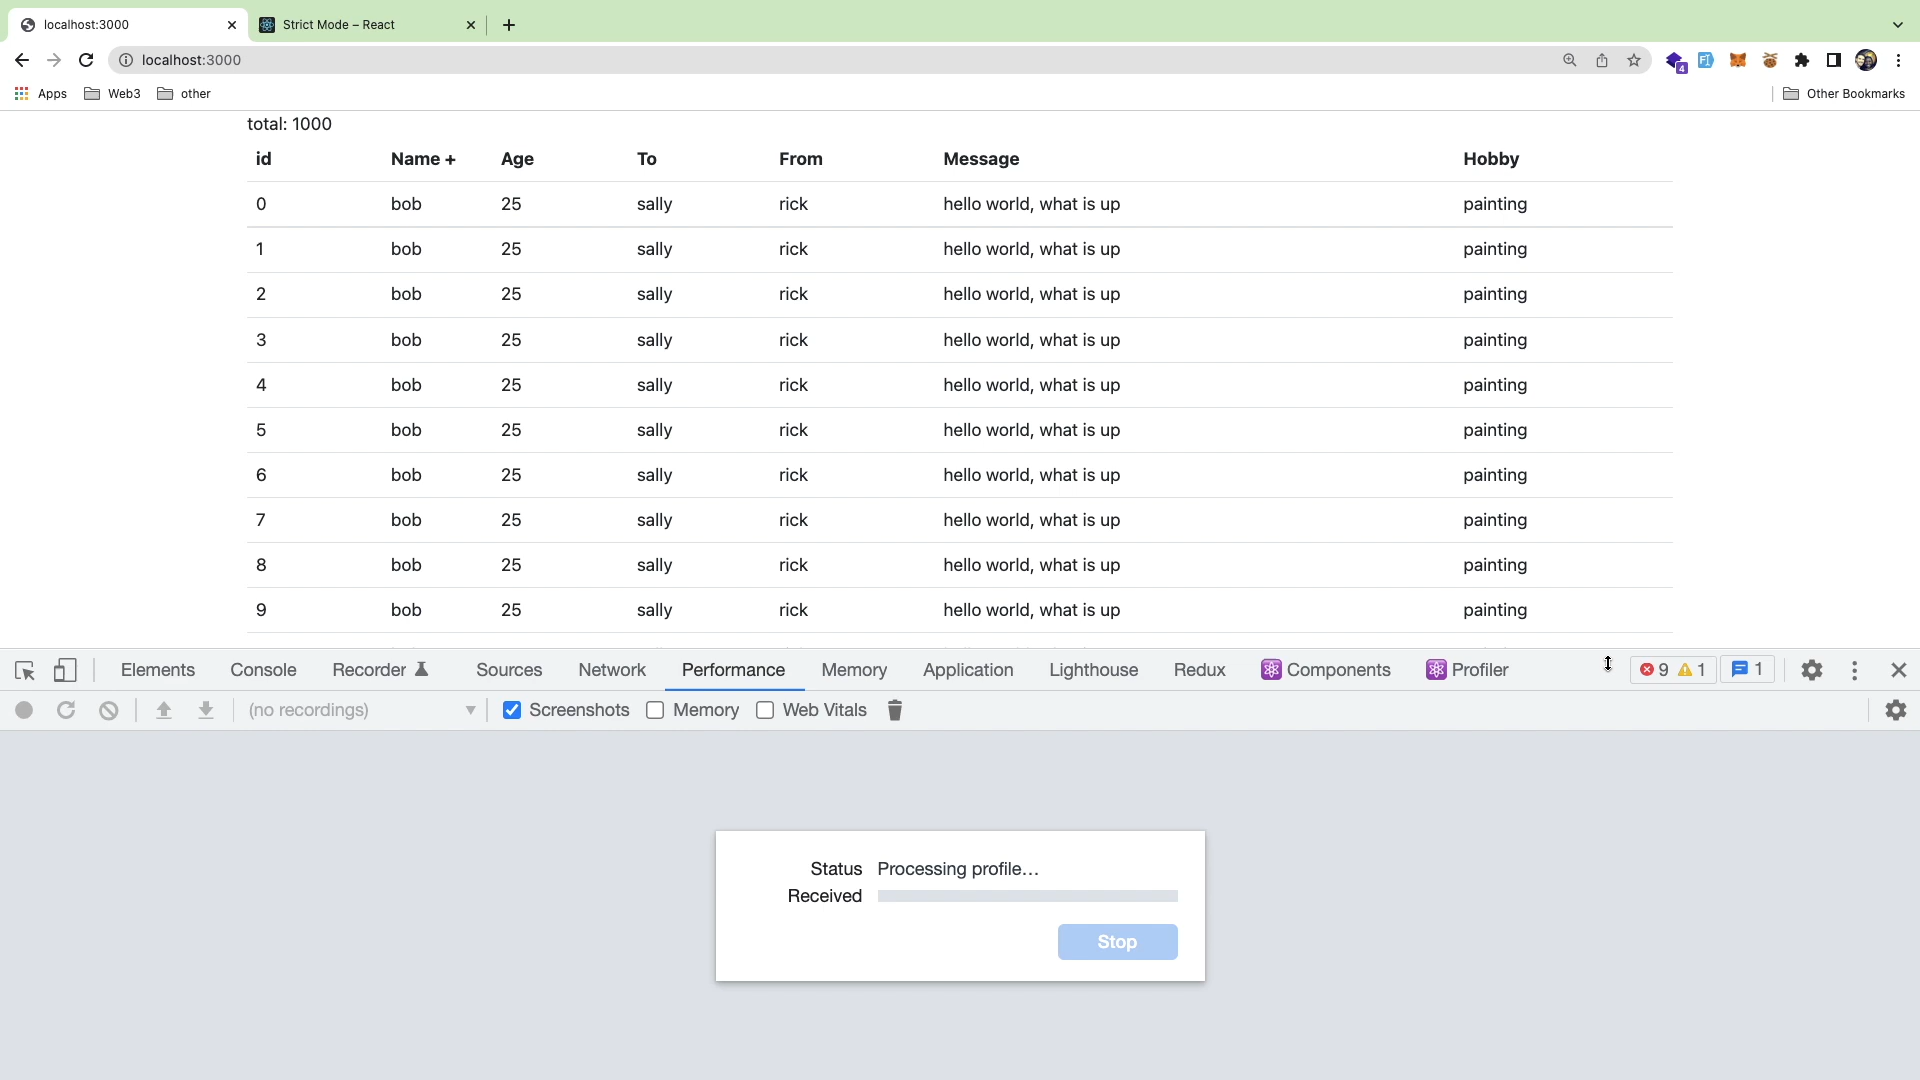 localhost:3000
Strict Mode – React
localhost:3000
4
Apps
Web3
other
Other Bookmarks
total: 1000
id Name + Age To From Message Hobby
0 bob 25 sally rick hello world, what is up painting
1 bob 25 sally rick hello world, what is up painting
2 bob 25 sally rick hello world, what is up painting
3 bob 25 sally rick hello world, what is up painting
4 bob 25 sally rick hello world, what is up painting
5 bob 25 sally rick hello world, what is up painting
6 bob 25 sally rick hello world, what is up painting
7 bob 25 sally rick hello world, what is up painting
8 bob 25 sally rick hello world, what is up painting
9 bob 25 sally rick hello world, what is up painting
Elements Console Recorder Sources Network Performance Memory Application Lighthouse Redux Components Profiler 9 1 1
(no recordings) Screenshots Memory Web Vitals
Status Processing profile…
Received
Stop